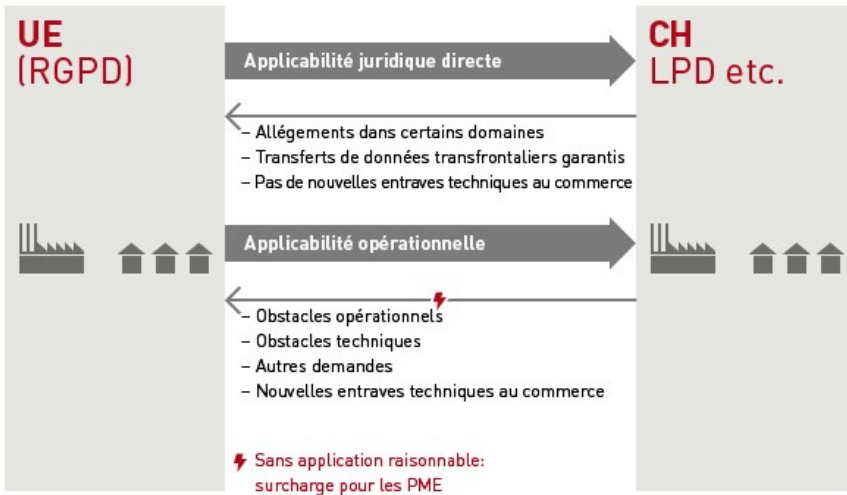 UE
(RGPD)
Applicabilité juridique directe
CH
LPD etc.
– Allégements dans certains domaines
– Transferts de données transfrontaliers garantis
– Pas de nouvelles entraves techniques au commerce
Applicabilité opérationnelle
– Obstacles opérationnels
– Obstacles techniques
– Autres demandes
– Nouvelles entraves techniques au commerce
Sans application raisonnable:
surcharge pour les PME